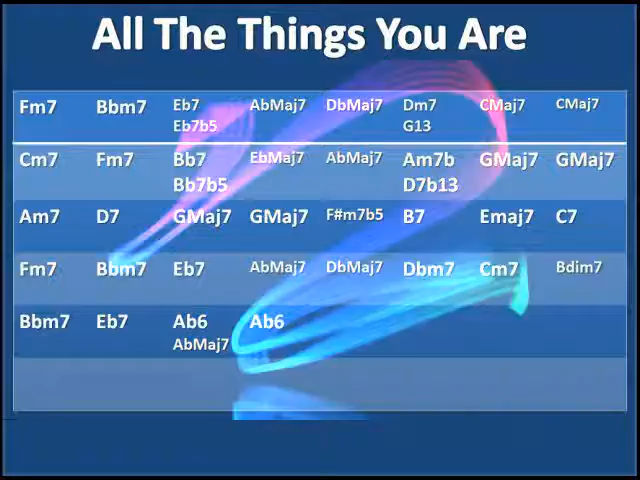 All The Things You Are
Fm7 Bbm7 Eb7 AbMaj7 DbMaj7 Dm7 CMaj7 CMaj7
Eb7b5 G13
Cm7 Fm7 Bb7 EbMaj7 AbMaj7 Am7b GMaj7 GMaj7
Bb7b5 D7b13
Am7 D7 GMaj7 GMaj7 F#m7b5 B7 Emaj7 C7
Fm7 Bbm7 Eb7 AbMaj7 DbMaj7 Dbm7 Cm7 Bdim7
Bbm7 Eb7 Ab6 Ab6
AbMaj7